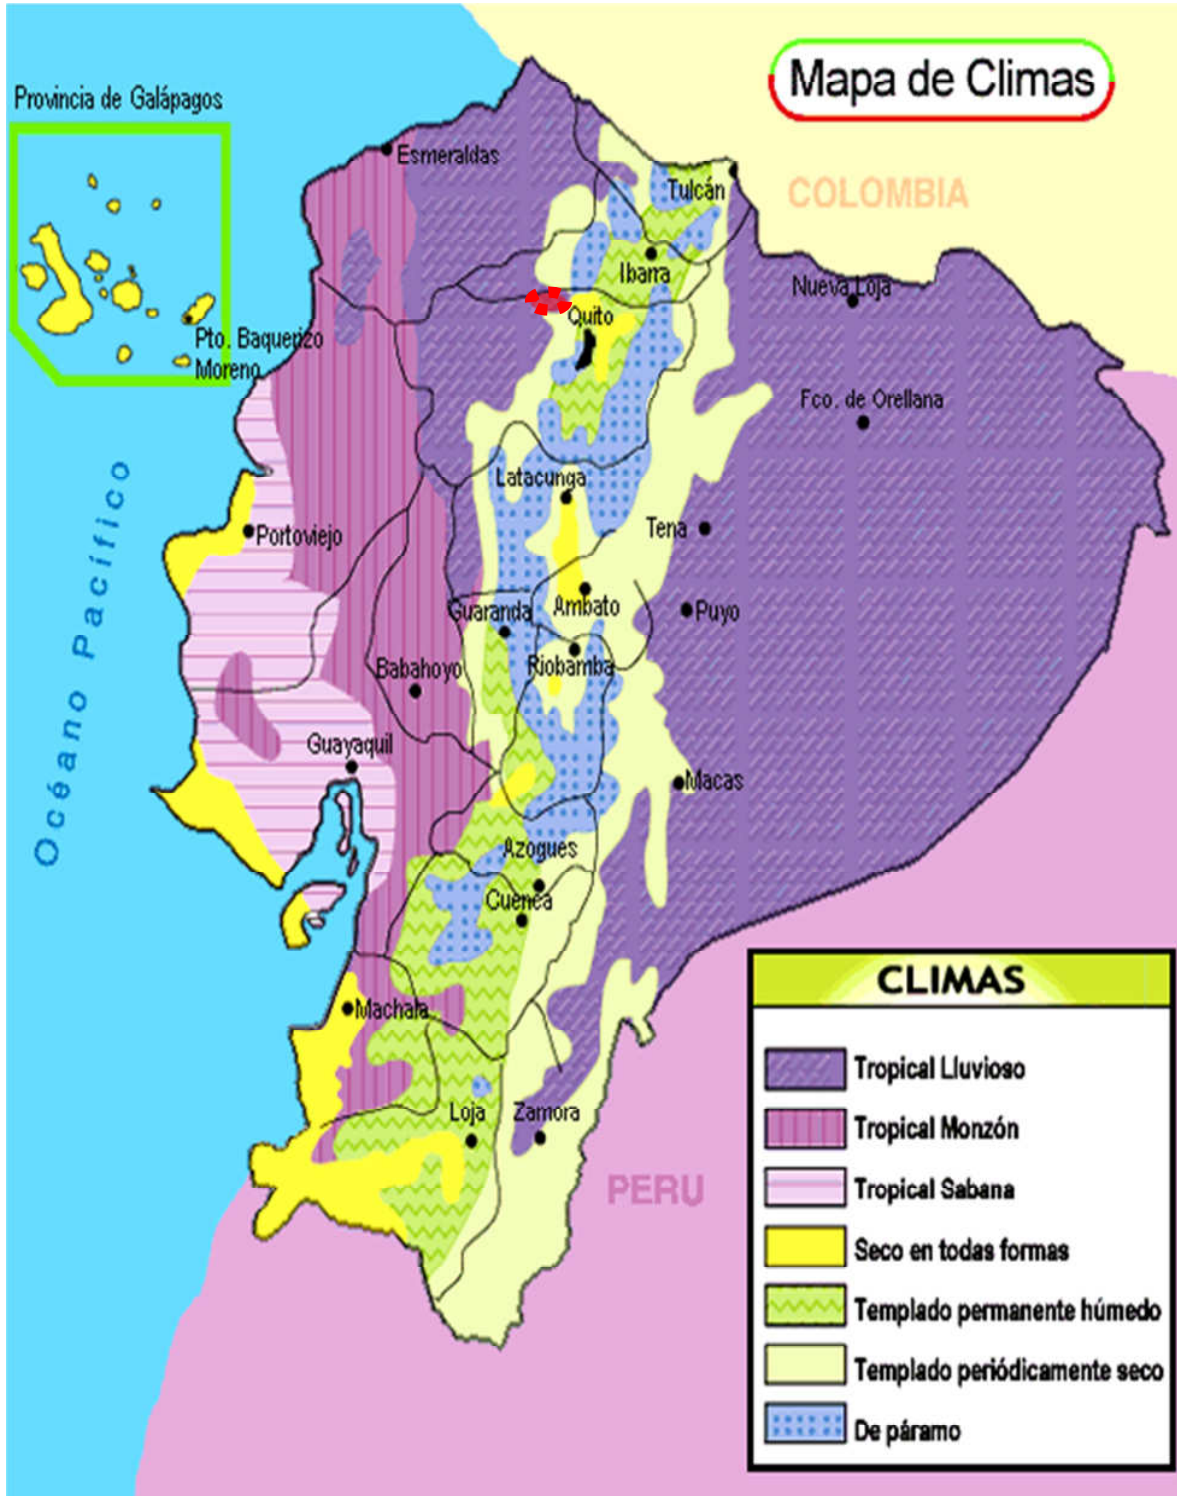 Mapa de Climas
Provincia de Galápagos
Esmeraldas
Tulcán
COLOMBIA
Ibarra
Nueva Loja
Quito
Pto. Baquerizo
Moreno
Fco. de Orellana
Océano Pacífico
Latacunga
Portoviejo
Tena
Guaranda
Ambato
Puyo
Babahoyo
Riobamba
Guayaquil
Macas
Azogues
Cuenca
Machala
Loja
Zamora
PERU
CLIMAS
Tropical Lluvioso
Tropical Monzón
Tropical Sabana
Seco en todas formas
Templado permanente húmedo
Templado periódicamente seco
De páramo